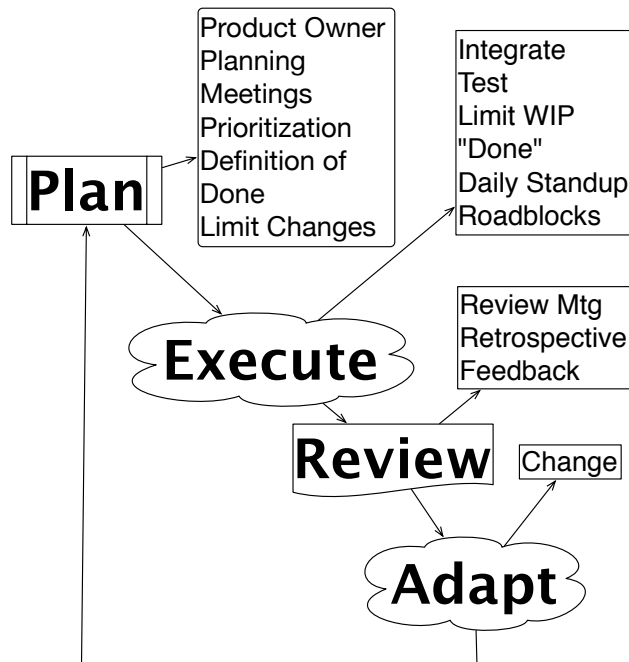 Product Owner
Planning
Meetings
Prioritization
Definition of
Done
Limit Changes
Integrate
Test
Limit WIP
"Done"
Daily Standup
Roadblocks
Plan
Execute
Review Mtg
Retrospective
Feedback
Review
Change
Adapt